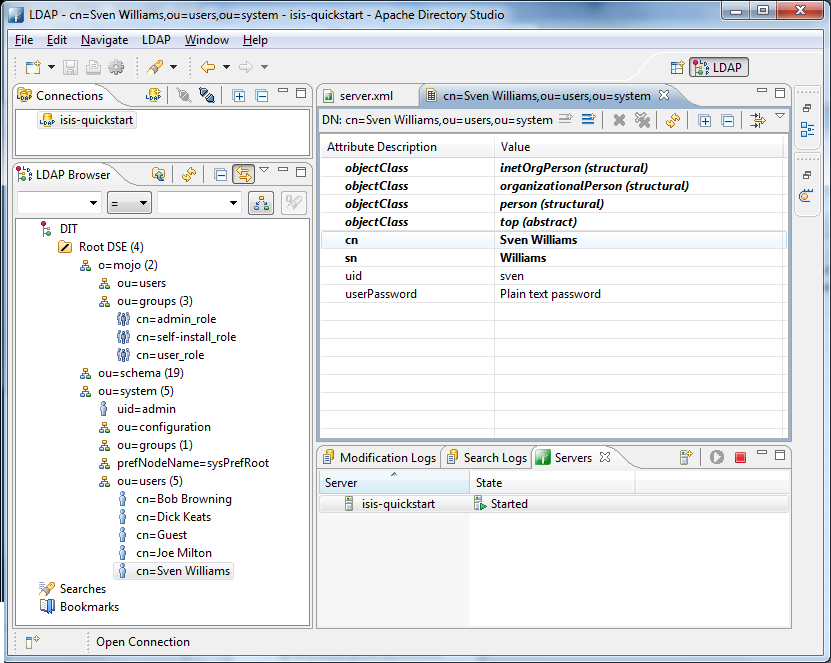 LDAP - cn=Sven Williams,ou=users,ou=system - isis-quickstart - Apache Directory Studio
File Edit Navigate LDAP Window Help
LDAP
Connections
isis-quickstart
LDAP Browser
=
DIT
Root DSE (4)
o=mojo (2)
ou=users
ou=groups (3)
cn=admin_role
cn=self-install_role
cn=user_role
ou=schema (19)
ou=system (5)
uid=admin
ou=configuration
ou=groups (1)
prefNodeName=sysPrefRoot
ou=users (5)
cn=Bob Browning
cn=Dick Keats
cn=Guest
cn=Joe Milton
cn=Sven Williams
Searches
Bookmarks
server.xml cn=Sven Williams,ou=users,ou=system
DN: cn=Sven Williams,ou=users,ou=system
Attribute Description Value
objectClass inetOrgPerson (structural)
objectClass organizationalPerson (structural)
objectClass person (structural)
objectClass top (abstract)
cn Sven Williams
sn Williams
uid sven
userPassword Plain text password
Modification Logs Search Logs Servers
Server State
isis-quickstart Started
Open Connection